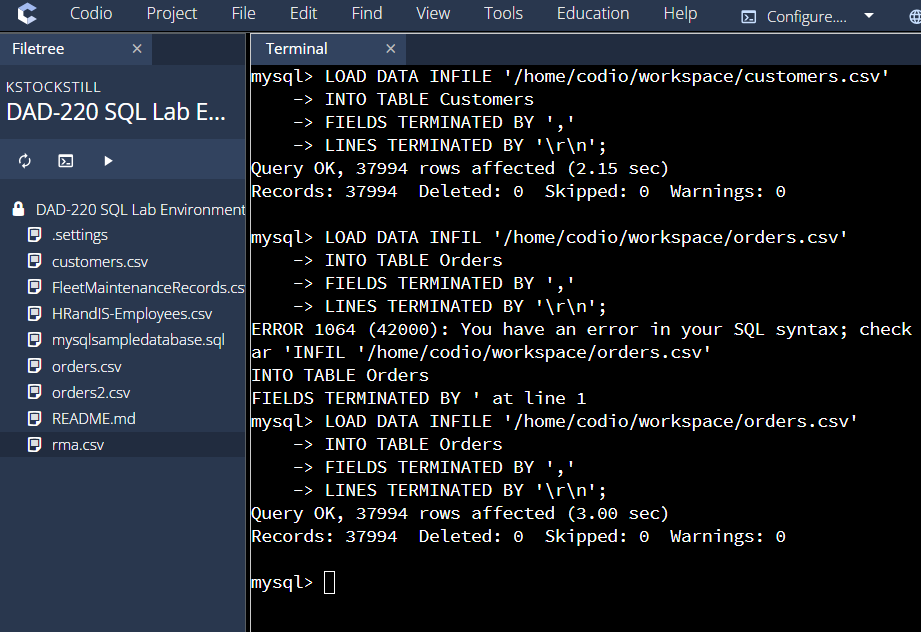 Codio Project File Edit Find View Tools Education Help Configure....
Filetree ×
Terminal ×
KSTOCKSTILL
DAD-220 SQL Lab E...
DAD-220 SQL Lab Environment
.settings
customers.csv
FleetMaintenanceRecords.cs
HRandIS-Employees.csv
mysqlsampledatabase.sql
orders.csv
orders2.csv
README.md
rma.csv
mysql> LOAD DATA INFILE '/home/codio/workspace/customers.csv'
-> INTO TABLE Customers
-> FIELDS TERMINATED BY ','
-> LINES TERMINATED BY '\r\n';
Query OK, 37994 rows affected (2.15 sec)
Records: 37994  Deleted: 0  Skipped: 0  Warnings: 0
mysql> LOAD DATA INFIL '/home/codio/workspace/orders.csv'
-> INTO TABLE Orders
-> FIELDS TERMINATED BY ','
-> LINES TERMINATED BY '\r\n';
ERROR 1064 (42000): You have an error in your SQL syntax; check
ar 'INFIL '/home/codio/workspace/orders.csv'
INTO TABLE Orders
FIELDS TERMINATED BY ' at line 1
mysql> LOAD DATA INFILE '/home/codio/workspace/orders.csv'
-> INTO TABLE Orders
-> FIELDS TERMINATED BY ','
-> LINES TERMINATED BY '\r\n';
Query OK, 37994 rows affected (3.00 sec)
Records: 37994  Deleted: 0  Skipped: 0  Warnings: 0
mysql>